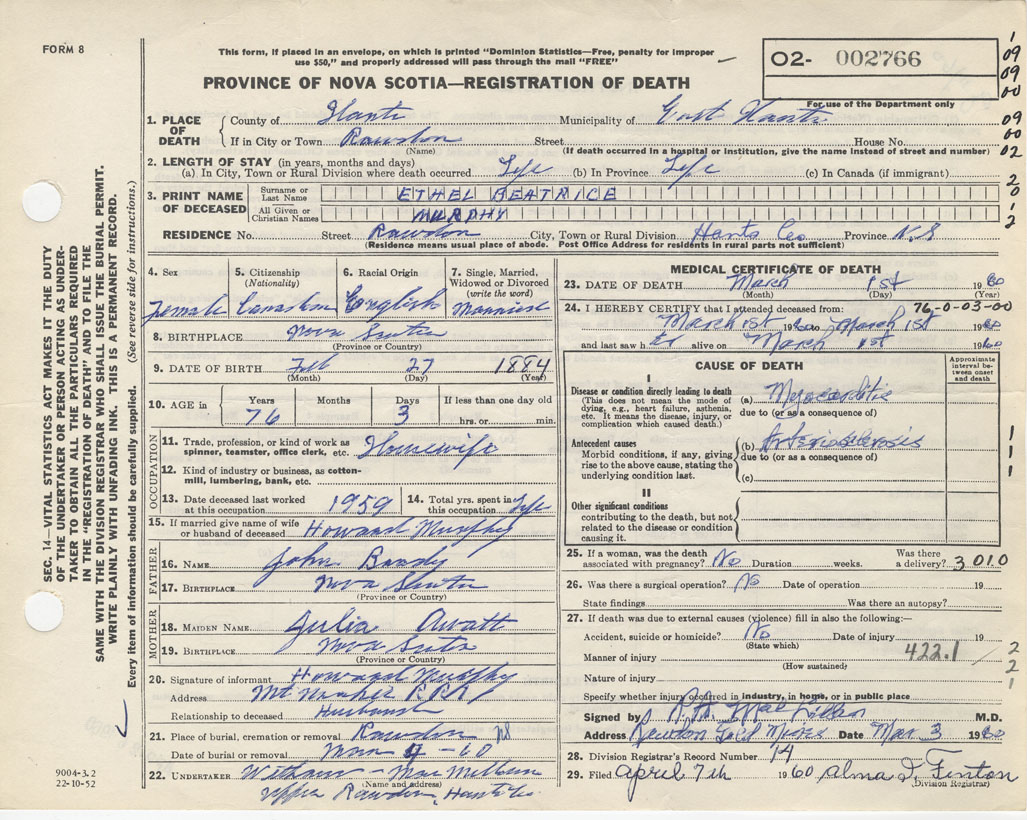 FORM 8
This form, if placed in an envelope, on which is printed "Dominion Statistics—Free, penalty for improper
use $50," and properly addressed will pass through the mail "FREE"
O2- 002766
PROVINCE OF NOVA SCOTIA—REGISTRATION OF DEATH
For use of the Department only
1. PLACE OF DEATH
County of Hants Municipality of East Hants
If in City or Town Rawdon Street House No.
(Name) (If death occurred in a hospital or institution, give the name instead of street and number)
2. LENGTH OF STAY (in years, months and days)
(a) In City, Town or Rural Division where death occurred Life (b) In Province Life (c) In Canada (if immigrant)
3. PRINT NAME OF DECEASED
Surname or Last Name ETHEL BEATRICE
All Given or Christian Names MURPHY
RESIDENCE No. Street Rawdon City, Town or Rural Division Hants Co Province N.S
(Residence means usual place of abode. Post Office Address for residents in rural parts not sufficient)
4. Sex Female
5. Citizenship (Nationality) Canadian
6. Racial Origin English
7. Single, Married, Widowed or Divorced (write the word) Married
8. BIRTHPLACE Nova Scotia
(Province or Country)
9. DATE OF BIRTH Feb 27 1884
(Month) (Day) (Year)
10. AGE in Years Months Days If less than one day old
76 3 hrs. or min.
OCCUPATION
11. Trade, profession, or kind of work as spinner, teamster, office clerk, etc. Housewife
12. Kind of industry or business, as cotton-mill, lumbering, bank, etc.
13. Date deceased last worked at this occupation 1959
14. Total yrs. spent in this occupation Life
15. If married give name of wife or husband of deceased Howard Murphy
FATHER
16. NAME John Bondy
17. BIRTHPLACE Nova Scotia
(Province or Country)
MOTHER
18. MAIDEN NAME Julia
19. BIRTHPLACE Nova Scotia
(Province or Country)
20. Signature of informant Howard Murphy
Address Mt RR1
Relationship to deceased Husband
21. Place of burial, cremation or removal Rawdon
Date of burial or removal 4 - 60
22. UNDERTAKER
(Name and address)
Upper Rawdon, Hants Co.
MEDICAL CERTIFICATE OF DEATH
23. DATE OF DEATH March 1st 1960
(Month) (Day) (Year)
24. I HEREBY CERTIFY that I attended deceased from: 76-0-03-00
March 1st 1960 to March 1st 1960
and last saw her alive on March 1st 1960
CAUSE OF DEATH
Approximate interval between onset and death
I
Disease or condition directly leading to death (a) Myocarditis
(This does not mean the mode of dying, e.g., heart failure, asthenia, etc. It means the disease, injury, or complication which caused death.)
due to (or as a consequence of)
Antecedent causes (b) Arteriosclerosis
Morbid conditions, if any, giving rise to the above cause, stating the underlying condition last.
due to (or as a consequence of)
(c)
II
Other significant conditions
contributing to the death, but not related to the disease or condition causing it.
25. If a woman, was the death associated with pregnancy? No Duration weeks. Was there a delivery? 3010
26. Was there a surgical operation? No Date of operation 19
State findings Was there an autopsy?
27. If death was due to external causes (violence) fill in also the following:—
Accident, suicide or homicide? No Date of injury 19
(State which)
Manner of injury 422.1
(How sustained)
Nature of injury
Specify whether injury occurred in industry, in home, or in public place
Signed by M.D.
Address Rawdon Gold Mines Date Mar 3 1960
28. Division Registrar's Record Number 14
29. Filed April 7th 1960 Alma I. Fenton
(Division Registrar)
SEC. 14—VITAL STATISTICS ACT MAKES IT THE DUTY
OF THE UNDERTAKER OR PERSON ACTING AS UNDER-
TAKER TO OBTAIN ALL THE PARTICULARS REQUIRED
IN THE "REGISTRATION OF DEATH" AND TO FILE THE
SAME WITH THE DIVISION REGISTRAR WHO SHALL ISSUE THE BURIAL PERMIT.
WRITE PLAINLY WITH UNFADING INK. THIS IS A PERMANENT RECORD.
Every item of information should be carefully supplied. (See reverse side for instructions.)
9004-3.2
22-10-52